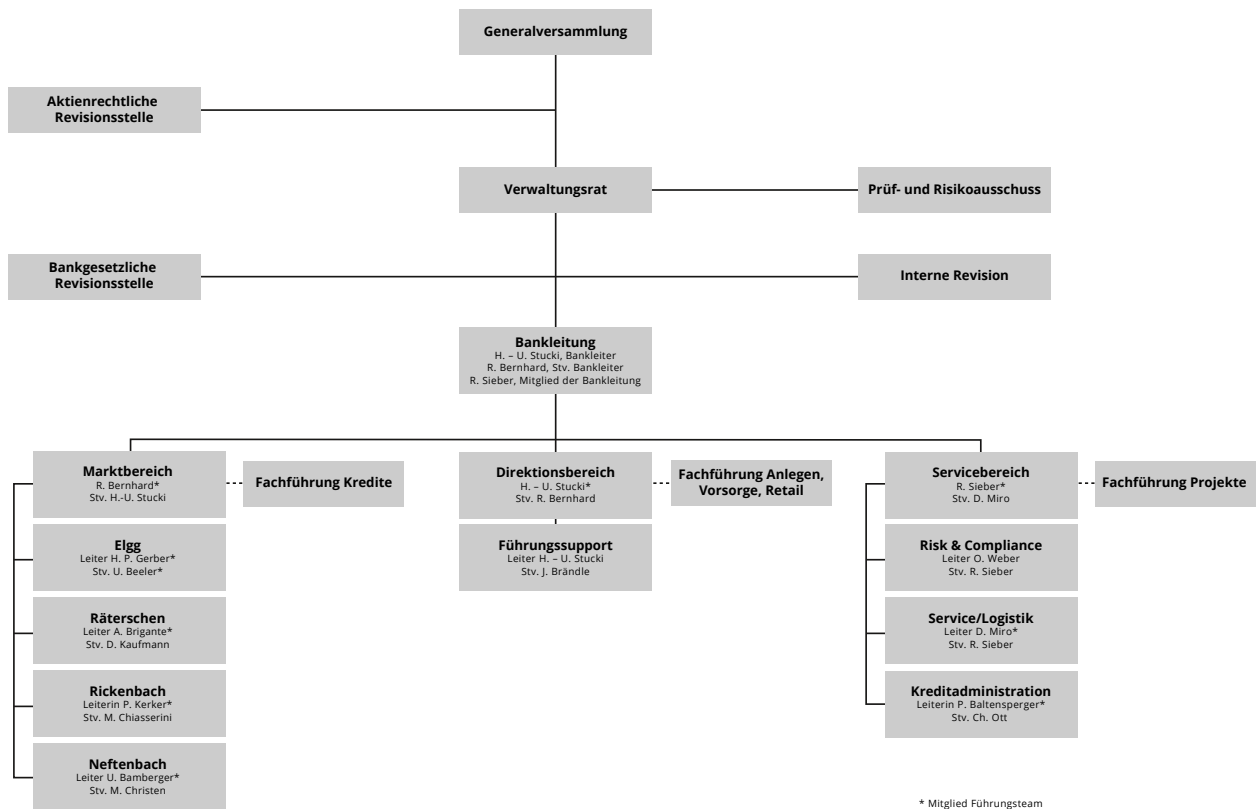 Generalversammlung
Aktienrechtliche
Revisionsstelle
Verwaltungsrat
Prüf- und Risikoausschuss
Bankgesetzliche
Revisionsstelle
Interne Revision
Bankleitung
H. – U. Stucki, Bankleiter
R. Bernhard, Stv. Bankleiter
R. Sieber, Mitglied der Bankleitung
Marktbereich
R. Bernhard*
Stv. H.-U. Stucki
Fachführung Kredite
Elgg
Leiter H. P. Gerber*
Stv. U. Beeler*
Räterschen
Leiter A. Brigante*
Stv. D. Kaufmann
Rickenbach
Leiterin P. Kerker*
Stv. M. Chiasserini
Neftenbach
Leiter U. Bamberger*
Stv. M. Christen
Direktionsbereich
H. – U. Stucki*
Stv. R. Bernhard
Fachführung Anlegen,
Vorsorge, Retail
Führungssupport
Leiter H. – U. Stucki
Stv. J. Brändle
Servicebereich
R. Sieber*
Stv. D. Miro
Fachführung Projekte
Risk & Compliance
Leiter O. Weber
Stv. R. Sieber
Service/Logistik
Leiter D. Miro*
Stv. R. Sieber
Kreditadministration
Leiterin P. Baltensperger*
Stv. Ch. Ott
* Mitglied Führungsteam